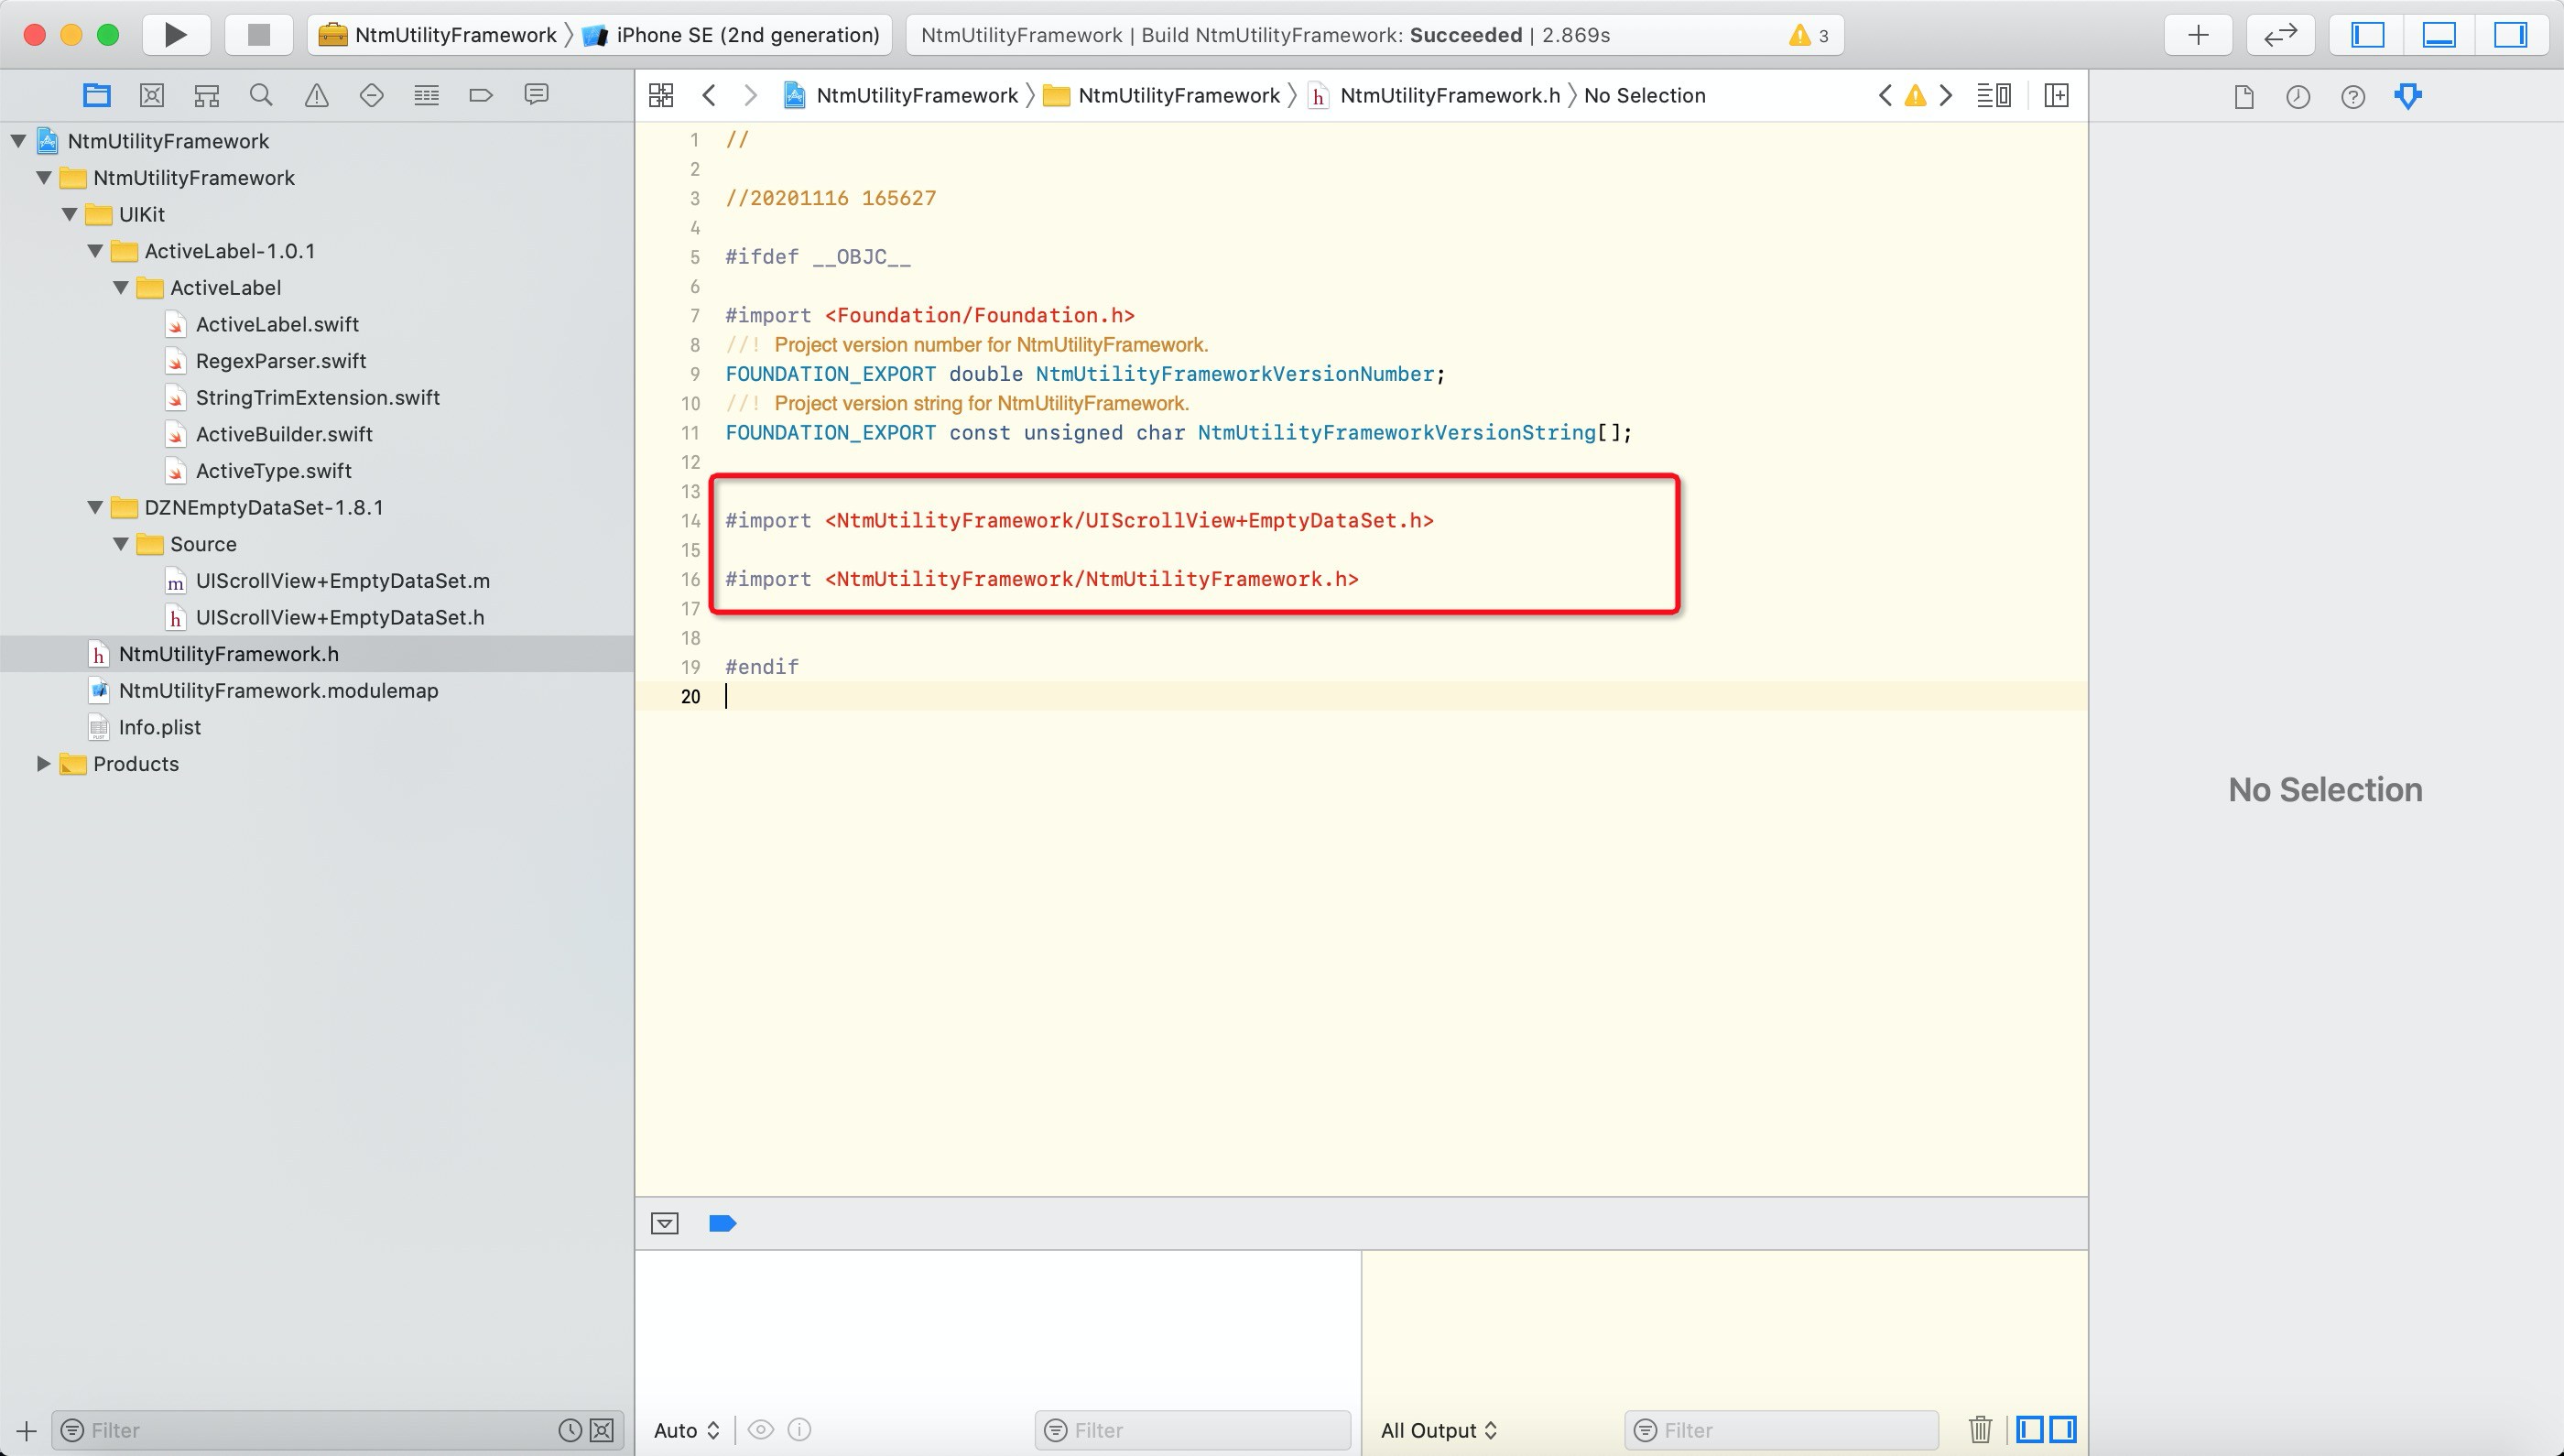 NtmUtilityFramework 〉 iPhone SE (2nd generation)
NtmUtilityFramework | Build NtmUtilityFramework: Succeeded | 2.869s
3
NtmUtilityFramework
NtmUtilityFramework
UIKit
ActiveLabel-1.0.1
ActiveLabel
ActiveLabel.swift
RegexParser.swift
StringTrimExtension.swift
ActiveBuilder.swift
ActiveType.swift
DZNEmptyDataSet-1.8.1
Source
UIScrollView+EmptyDataSet.m
UIScrollView+EmptyDataSet.h
NtmUtilityFramework.h
NtmUtilityFramework.modulemap
Info.plist
Products
Filter
NtmUtilityFramework 〉 NtmUtilityFramework 〉 NtmUtilityFramework.h 〉 No Selection
1 //
2
3 //20201116 165627
4
5 #ifdef __OBJC__
6
7 #import <Foundation/Foundation.h>
8 //! Project version number for NtmUtilityFramework.
9 FOUNDATION_EXPORT double NtmUtilityFrameworkVersionNumber;
10 //! Project version string for NtmUtilityFramework.
11 FOUNDATION_EXPORT const unsigned char NtmUtilityFrameworkVersionString[];
12
13
14 #import <NtmUtilityFramework/UIScrollView+EmptyDataSet.h>
15
16 #import <NtmUtilityFramework/NtmUtilityFramework.h>
17
18
19 #endif
20
Auto
Filter
All Output
Filter
No Selection